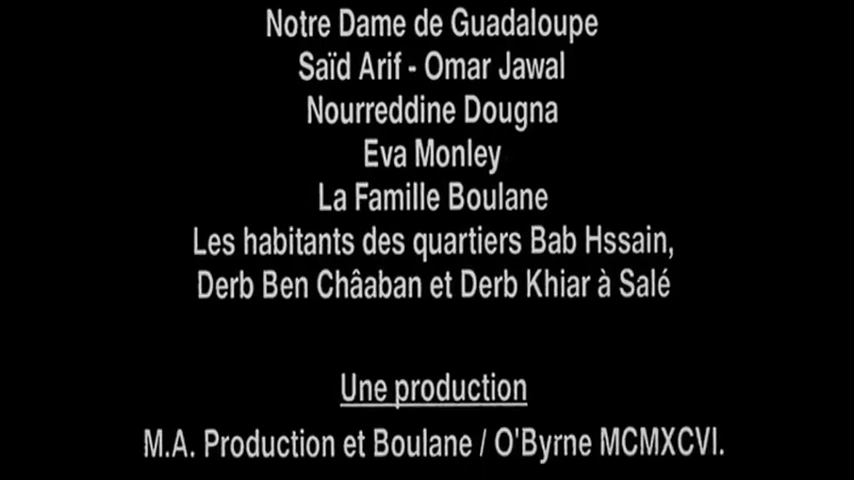 Notre Dame de Guadaloupe
Saïd Arif - Omar Jawal
Nourreddine Dougna
Eva Monley
La Famille Boulane
Les habitants des quartiers Bab Hssain,
Derb Ben Châaban et Derb Khiar à Salé
Une production
M.A. Production et Boulane / O'Byrne MCMXCVI.